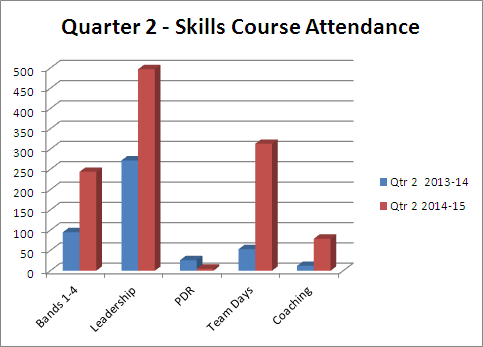 Quarter 2 - Skills Course Attendance
500
450
400
350
300
250
200
150
100
50
0
Bands 1-4
Leadership
PDR
Team Days
Coaching
Qtr 2 2013-14
Qtr 2 2014-15